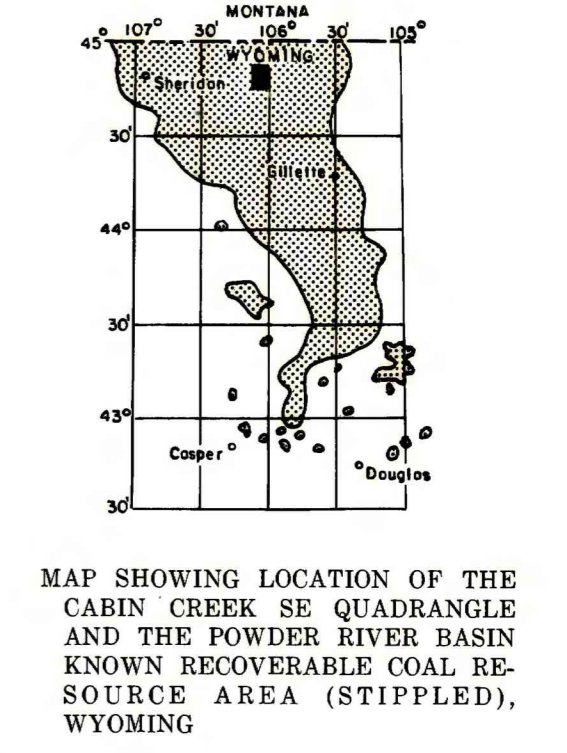 MONTANA
107° 30' 106° 30' 105°
45°
WYOMING
Sheridan
30'
Gillette
44°
30'
43°
Casper
Douglas
30'
MAP SHOWING LOCATION OF THE
CABIN CREEK SE QUADRANGLE
AND THE POWDER RIVER BASIN
KNOWN RECOVERABLE COAL RE-
SOURCE AREA (STIPPLED),
WYOMING